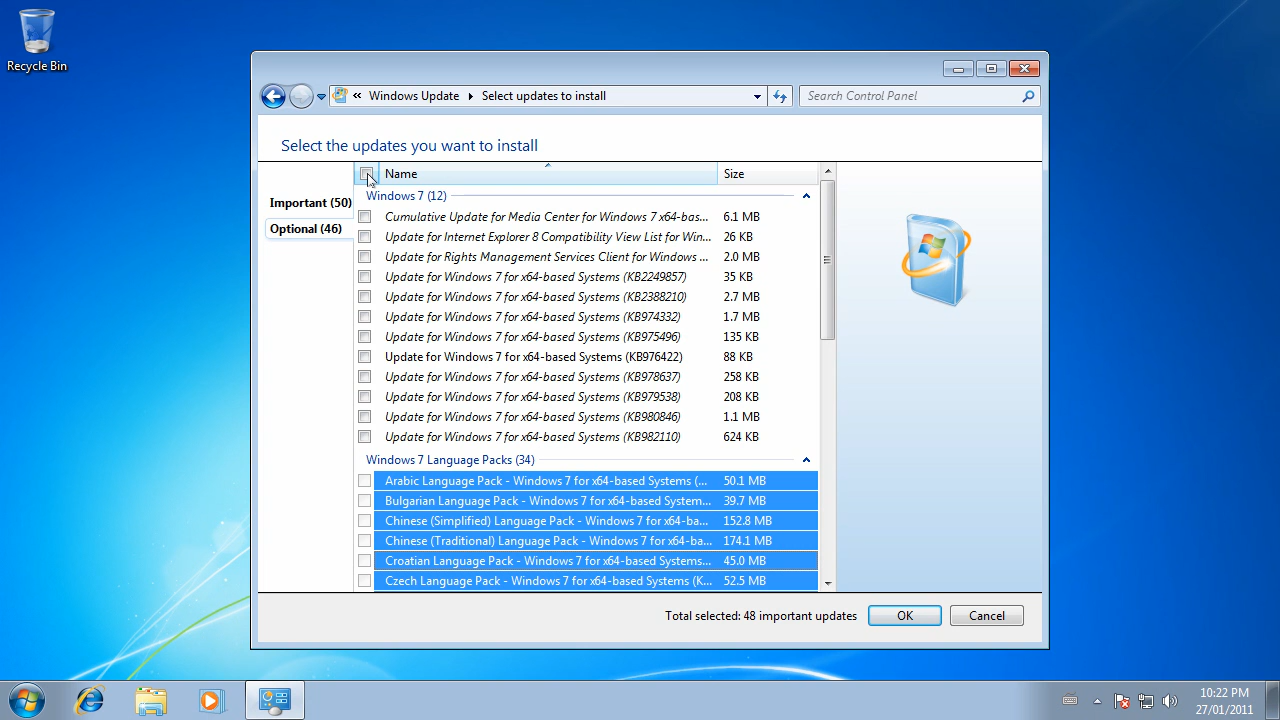 Recycle Bin
« Windows Update ▸ Select updates to install
Search Control Panel
Select the updates you want to install
Important (50)
Optional (46)
Name Size
Windows 7 (12)
Cumulative Update for Media Center for Windows 7 x64-bas... 6.1 MB
Update for Internet Explorer 8 Compatibility View List for Win... 26 KB
Update for Rights Management Services Client for Windows ... 2.0 MB
Update for Windows 7 for x64-based Systems (KB2249857) 35 KB
Update for Windows 7 for x64-based Systems (KB2388210) 2.7 MB
Update for Windows 7 for x64-based Systems (KB974332) 1.7 MB
Update for Windows 7 for x64-based Systems (KB975496) 135 KB
Update for Windows 7 for x64-based Systems (KB976422) 88 KB
Update for Windows 7 for x64-based Systems (KB978637) 258 KB
Update for Windows 7 for x64-based Systems (KB979538) 208 KB
Update for Windows 7 for x64-based Systems (KB980846) 1.1 MB
Update for Windows 7 for x64-based Systems (KB982110) 624 KB
Windows 7 Language Packs (34)
Arabic Language Pack - Windows 7 for x64-based Systems (... 50.1 MB
Bulgarian Language Pack - Windows 7 for x64-based System... 39.7 MB
Chinese (Simplified) Language Pack - Windows 7 for x64-ba... 152.8 MB
Chinese (Traditional) Language Pack - Windows 7 for x64-ba... 174.1 MB
Croatian Language Pack - Windows 7 for x64-based Systems... 45.0 MB
Czech Language Pack - Windows 7 for x64-based Systems (K... 52.5 MB
Total selected: 48 important updates
OK
Cancel
10:22 PM
27/01/2011